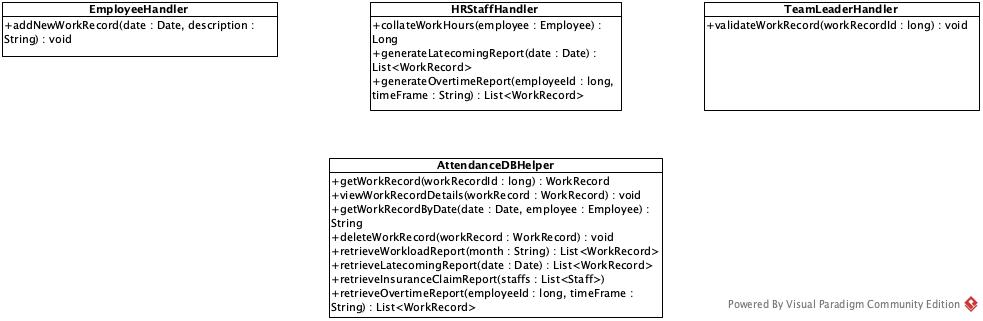 EmployeeHandler
+addNewWorkRecord(date : Date, description :
String) : void
HRStaffHandler
+collateWorkHours(employee : Employee) :
Long
+generateLatecomingReport(date : Date) :
List<WorkRecord>
+generateOvertimeReport(employeeId : long,
timeFrame : String) : List<WorkRecord>
TeamLeaderHandler
+validateWorkRecord(workRecordId : long) : void
AttendanceDBHelper
+getWorkRecord(workRecordId : long) : WorkRecord
+viewWorkRecordDetails(workRecord : WorkRecord) : void
+getWorkRecordByDate(date : Date, employee : Employee) :
String
+deleteWorkRecord(workRecord : WorkRecord) : void
+retrieveWorkloadReport(month : String) : List<WorkRecord>
+retrieveLatecomingReport(date : Date) : List<WorkRecord>
+retrieveInsuranceClaimReport(staffs : List<Staff>)
+retrieveOvertimeReport(employeeId : long, timeFrame :
String) : List<WorkRecord>
Powered By Visual Paradigm Community Edition